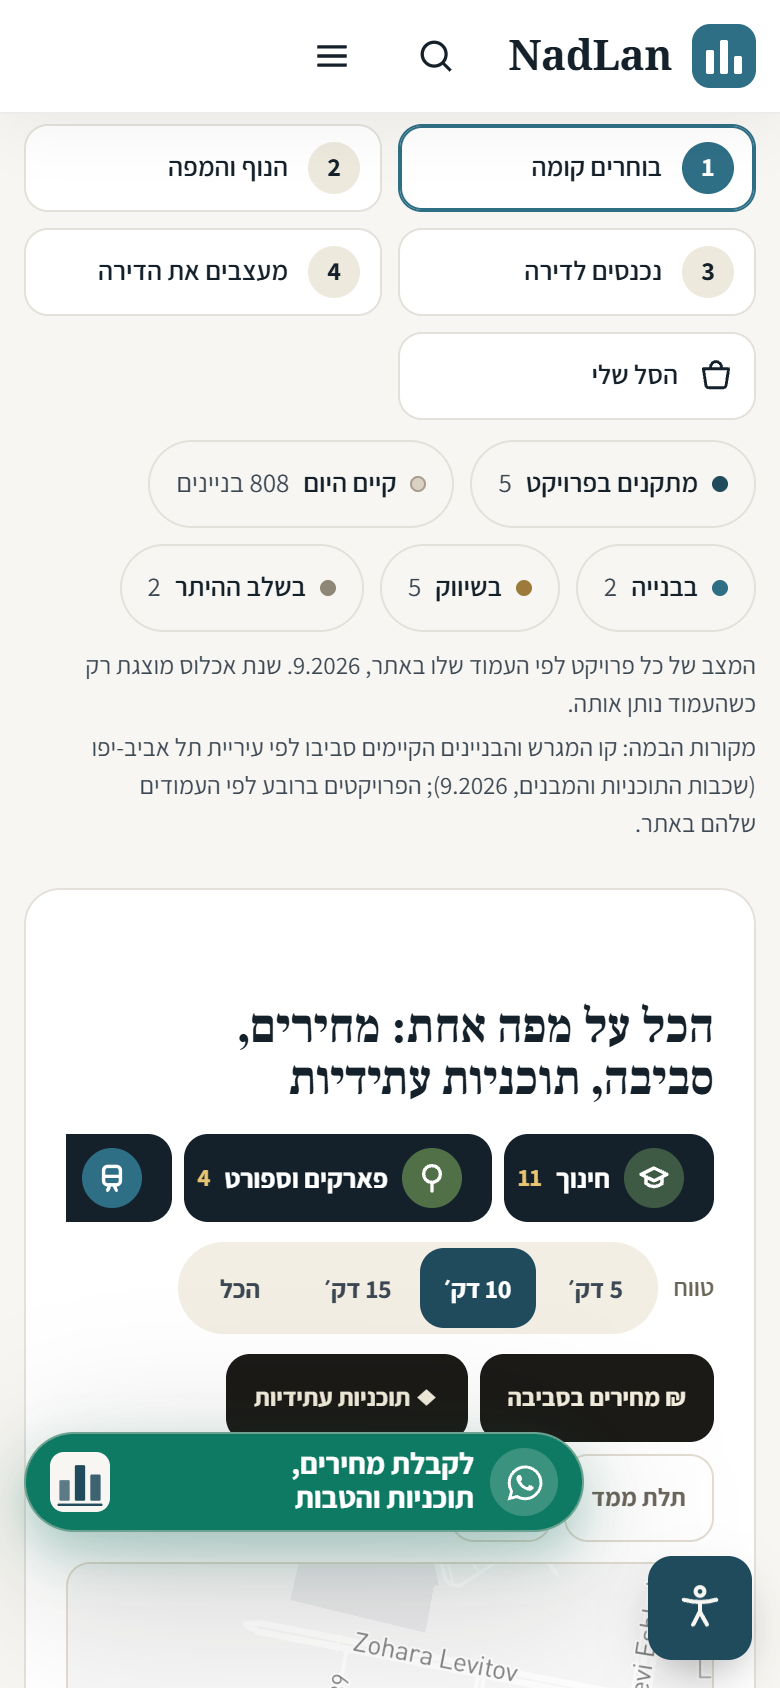 NadLan
1 בוחרים קומה
2 הנוף והמפה
3 נכנסים לדירה
4 מעצבים את הדירה
הסל שלי
מתקנים בפרויקט 5
קיים היום 808 בניינים
בבנייה 2
בשיווק 5
בשלב ההיתר 2
המצב של כל פרויקט לפי העמוד שלו באתר, 9.2026. שנת אכלוס מוצגת רק
כשהעמוד נותן אותה.
מקורות הבמה: קו המגרש והבניינים הקיימים סביבו לפי עיריית תל אביב-יפו
(שכבות התוכניות והמבנים, 9.2026); הפרויקטים ברובע לפי העמודים
שלהם באתר.
הכל על מפה אחת: מחירים,
סביבה, תוכניות עתידיות
חינוך 11
פארקים וספורט 4
טווח
5 דק׳
10 דק׳
15 דק׳
הכל
₪ מחירים בסביבה
◆ תוכניות עתידיות
לקבלת מחירים,
תוכניות והטבות
תלת ממד
Zohara Levitov